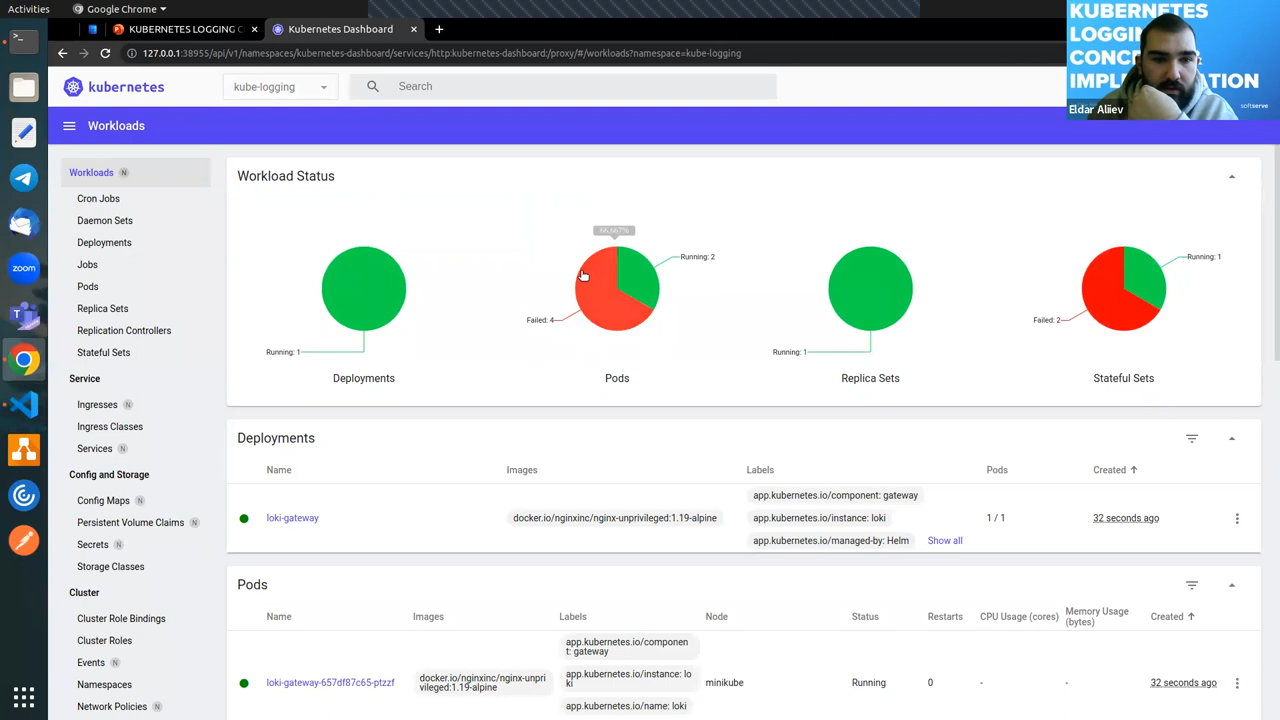 Activities
Google Chrome
KUBERNETES LOGGING C
Kubernetes Dashboard
127.0.0.1:38955/api/v1/namespaces/kubernetes-dashboard/services/http:kubernetes-dashboard:/proxy/#/workloads?namespace=kube-logging
KUBERNETES
LOGGIN
CONC
IMPL ATION
Eldar Aliiev
softserve
kubernetes
kube-logging
Search
Workloads
Workloads N
Cron Jobs
Daemon Sets
Deployments
Jobs
Pods
Replica Sets
Replication Controllers
Stateful Sets
Service
Ingresses N
Ingress Classes
Services N
Config and Storage
Config Maps N
Persistent Volume Claims N
Secrets N
Storage Classes
Cluster
Cluster Role Bindings
Cluster Roles
Events N
Namespaces
Network Policies N
zoom
Workload Status
Running: 1
Deployments
66.667%
Running: 2
Failed: 4
Pods
Running: 1
Replica Sets
Running: 1
Failed: 2
Stateful Sets
Deployments
Name Images Labels Pods Created
loki-gateway docker.io/nginxinc/nginx-unprivileged:1.19-alpine
app.kubernetes.io/component: gateway
app.kubernetes.io/instance: loki
app.kubernetes.io/managed-by: Helm
Show all
1 / 1
32 seconds ago
Pods
Name Images Labels Node Status Restarts CPU Usage (cores) Memory Usage
(bytes) Created
loki-gateway-657df87c65-ptzzf
docker.io/nginxinc/nginx-unpri
vileged:1.19-alpine
app.kubernetes.io/componen
t: gateway
app.kubernetes.io/instance: lo
ki
app.kubernetes.io/name: loki
minikube Running 0 - - 32 seconds ago